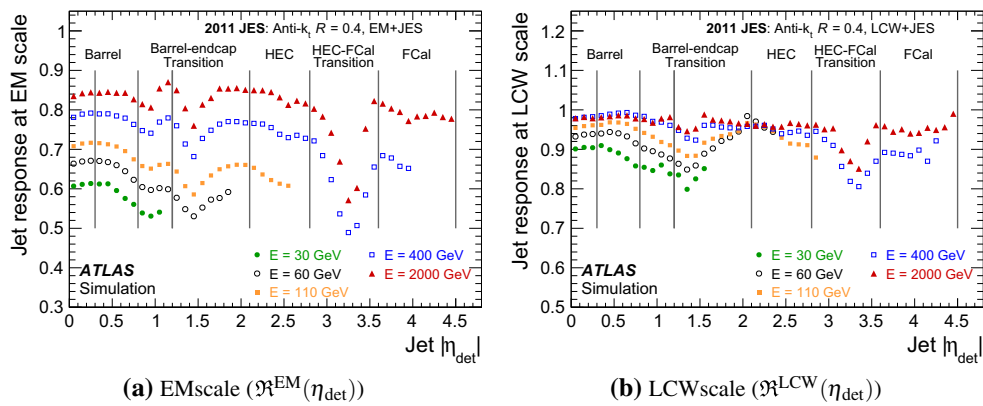 2011 JES: Anti-kt R = 0.4, EM+JES
Barrel
Barrel-endcap
Transition
HEC
HEC-FCal
Transition
FCal
Jet response at EM scale
1
0.9
0.8
0.7
0.6
0.5
0.4
0.3
E = 30 GeV
E = 400 GeV
E = 60 GeV
E = 2000 GeV
E = 110 GeV
ATLAS
Simulation
0 0.5 1 1.5 2 2.5 3 3.5 4 4.5
Jet |ηdet|
(a) EMscale (ℜEM(ηdet))
2011 JES: Anti-kt R = 0.4, LCW+JES
Barrel
Barrel-endcap
Transition
HEC
HEC-FCal
Transition
FCal
Jet response at LCW scale
1.2
1.1
1
0.9
0.8
0.7
0.6
0.5
E = 30 GeV
E = 400 GeV
E = 60 GeV
E = 2000 GeV
E = 110 GeV
ATLAS
Simulation
0 0.5 1 1.5 2 2.5 3 3.5 4 4.5
Jet |ηdet|
(b) LCWscale (ℜLCW(ηdet))